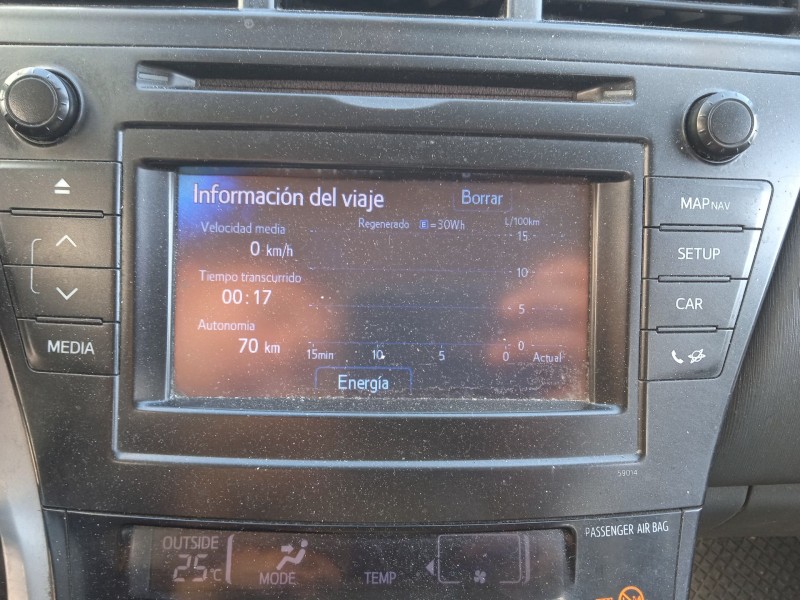 Información del viaje
Borrar
Velocidad media
0 km/h
Regenerado E =30Wh
L/100km
15
10
5
0
Tiempo transcurrido
00:17
Autonomía
70 km
15min 10 5 0 Actual
Energía
MEDIA
MAP NAV
SETUP
CAR
59014
PASSENGER AIR BAG
OUTSIDE
25°C
MODE
TEMP